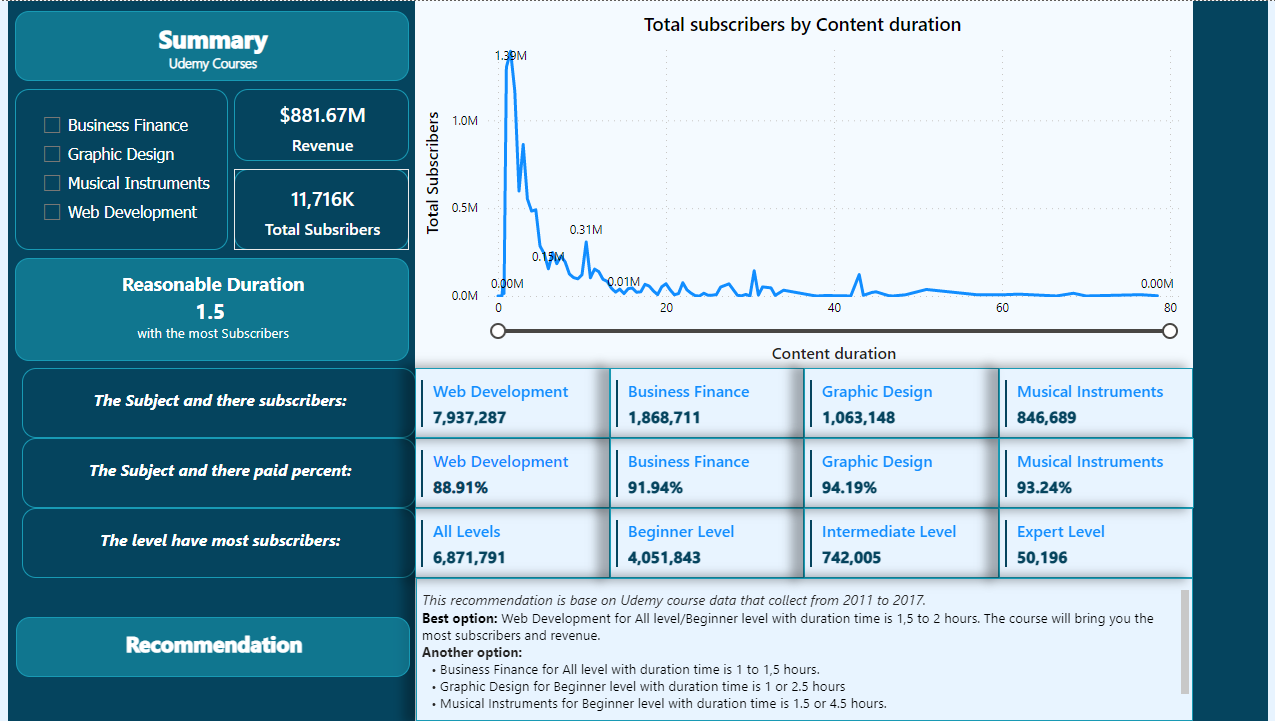 Summary
Udemy Courses
Business Finance
Graphic Design
Musical Instruments
Web Development
$881.67M
Revenue
11,716K
Total Subsribers
Reasonable Duration
1.5
with the most Subscribers
Total subscribers by Content duration
Total Subscribers
1.0M
0.5M
0.0M
1.39M
0.31M
0.15M
0.00M
0.01M
0.00M
0
20
40
60
80
Content duration
The Subject and there subscribers:
Web Development
7,937,287
Business Finance
1,868,711
Graphic Design
1,063,148
Musical Instruments
846,689
The Subject and there paid percent:
Web Development
88.91%
Business Finance
91.94%
Graphic Design
94.19%
Musical Instruments
93.24%
The level have most subscribers:
All Levels
6,871,791
Beginner Level
4,051,843
Intermediate Level
742,005
Expert Level
50,196
Recommendation
This recommendation is base on Udemy course data that collect from 2011 to 2017.
Best option: Web Development for All level/Beginner level with duration time is 1,5 to 2 hours. The course will bring you the
most subscribers and revenue.
Another option:
• Business Finance for All level with duration time is 1 to 1,5 hours.
• Graphic Design for Beginner level with duration time is 1 or 2.5 hours
• Musical Instruments for Beginner level with duration time is 1.5 or 4.5 hours.